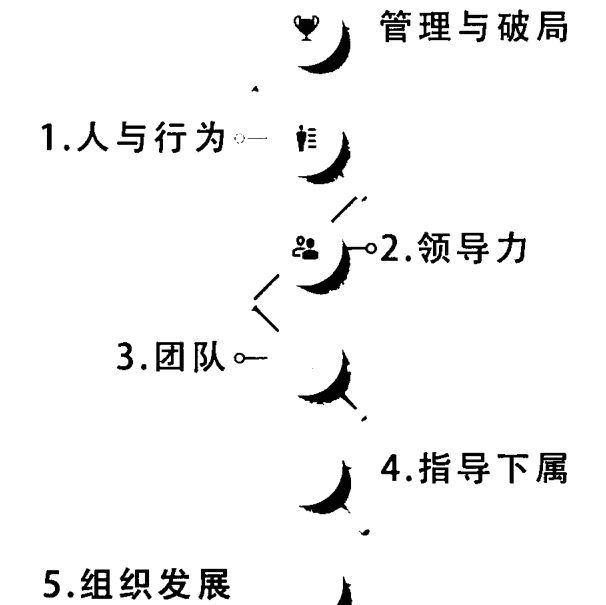 管理与破局
1.人与行为
2.领导力
3.团队
4.指导下属
5.组织发展